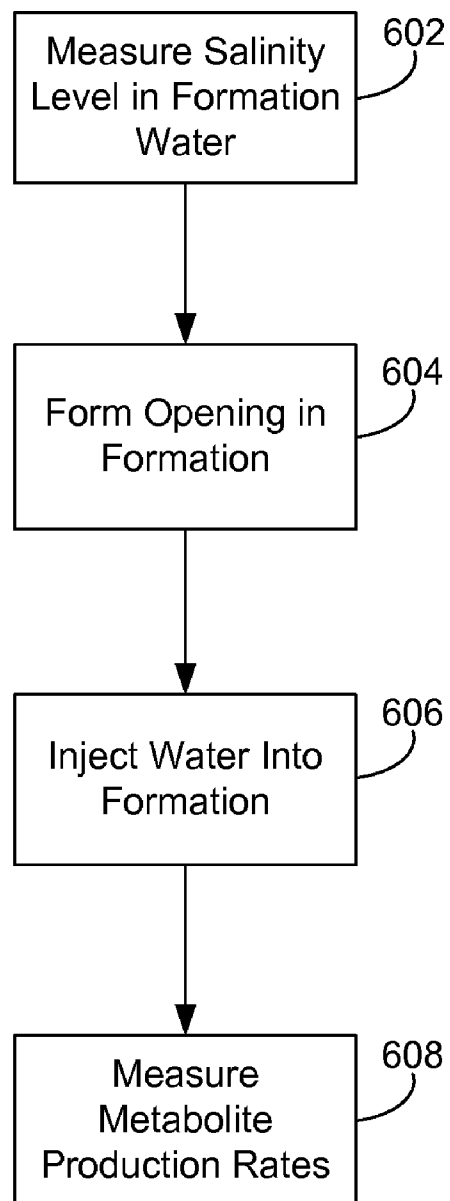 Measure Salinity
Level in Formation
Water
602
Form Opening in
Formation
604
Inject Water Into
Formation
606
Measure
Metabolite
Production Rates
608